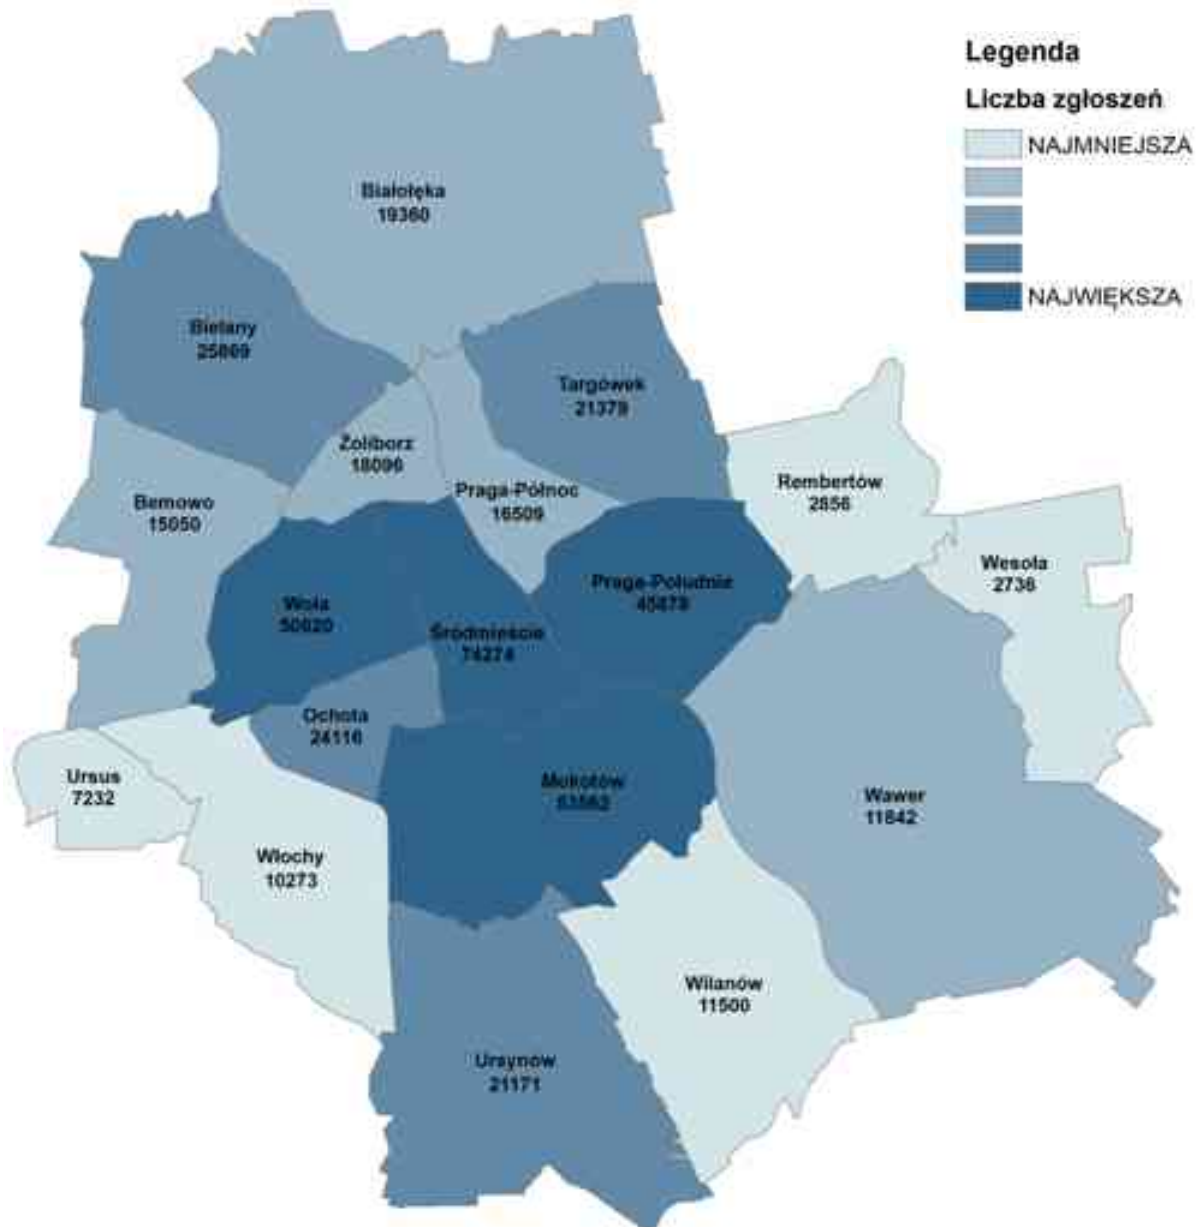 Legenda
Liczba zgłoszeń
NAJMNIEJSZA
NAJWIĘKSZA
Białołęka
19360
Bielany
25869
Targówek
21379
Żoliborz
18096
Praga-Północ
16509
Bemowo
15050
Rembertów
2856
Wesoła
2736
Wola
50820
Śródmieście
74274
Praga-Południe
45878
Ochota
24116
Ursus
7232
Mokotów
Wawer
11842
Włochy
10273
Wilanów
11500
Ursynów
21171